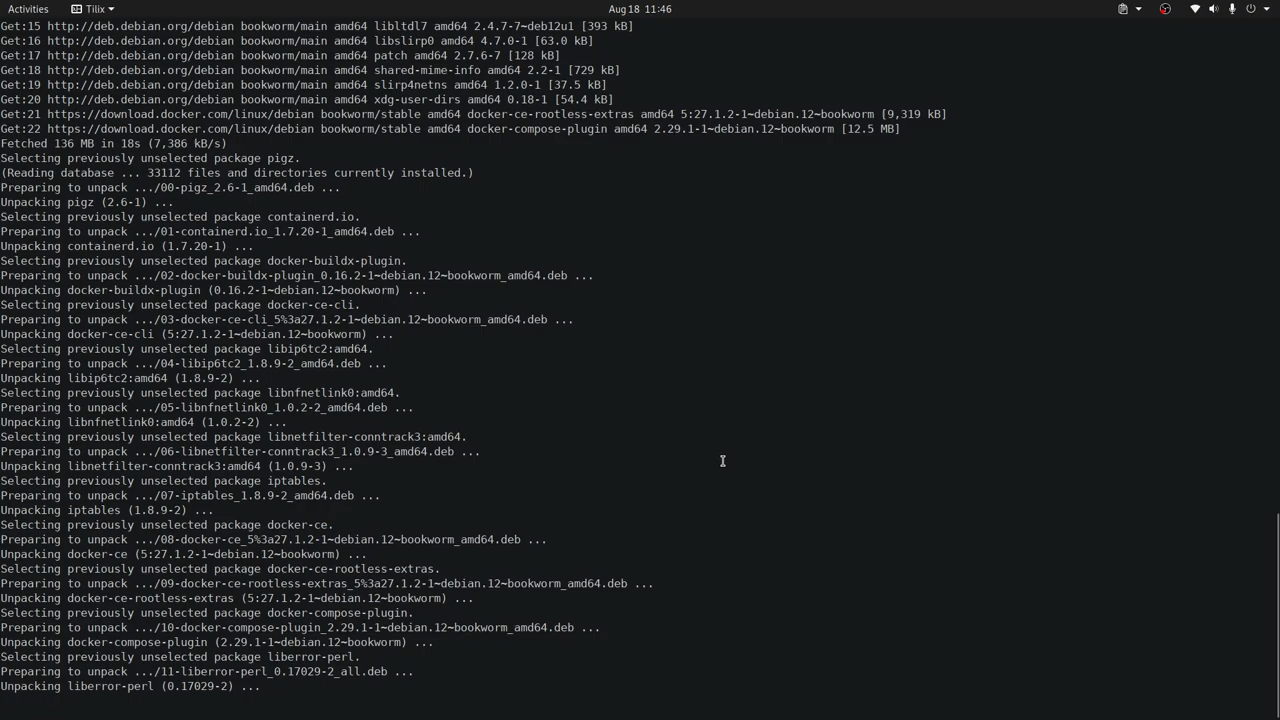 Activities
Tilix
Aug 18 11:46
Get:15 http://deb.debian.org/debian bookworm/main amd64 libltdl7 amd64 2.4.7-7~deb12u1 [393 kB]
Get:16 http://deb.debian.org/debian bookworm/main amd64 libslirp0 amd64 4.7.0-1 [63.0 kB]
Get:17 http://deb.debian.org/debian bookworm/main amd64 patch amd64 2.7.6-7 [128 kB]
Get:18 http://deb.debian.org/debian bookworm/main amd64 shared-mime-info amd64 2.2-1 [729 kB]
Get:19 http://deb.debian.org/debian bookworm/main amd64 slirp4netns amd64 1.2.0-1 [37.5 kB]
Get:20 http://deb.debian.org/debian bookworm/main amd64 xdg-user-dirs amd64 0.18-1 [54.4 kB]
Get:21 https://download.docker.com/linux/debian bookworm/stable amd64 docker-ce-rootless-extras amd64 5:27.1.2-1~debian.12~bookworm [9,319 kB]
Get:22 https://download.docker.com/linux/debian bookworm/stable amd64 docker-compose-plugin amd64 2.29.1-1~debian.12~bookworm [12.5 MB]
Fetched 136 MB in 18s (7,386 kB/s)
Selecting previously unselected package pigz.
(Reading database ... 33112 files and directories currently installed.)
Preparing to unpack .../00-pigz_2.6-1_amd64.deb ...
Unpacking pigz (2.6-1) ...
Selecting previously unselected package containerd.io.
Preparing to unpack .../01-containerd.io_1.7.20-1_amd64.deb ...
Unpacking containerd.io (1.7.20-1) ...
Selecting previously unselected package docker-buildx-plugin.
Preparing to unpack .../02-docker-buildx-plugin_0.16.2-1~debian.12~bookworm_amd64.deb ...
Unpacking docker-buildx-plugin (0.16.2-1~debian.12~bookworm) ...
Selecting previously unselected package docker-ce-cli.
Preparing to unpack .../03-docker-ce-cli_5%3a27.1.2-1~debian.12~bookworm_amd64.deb ...
Unpacking docker-ce-cli (5:27.1.2-1~debian.12~bookworm) ...
Selecting previously unselected package libip6tc2:amd64.
Preparing to unpack .../04-libip6tc2_1.8.9-2_amd64.deb ...
Unpacking libip6tc2:amd64 (1.8.9-2) ...
Selecting previously unselected package libnfnetlink0:amd64.
Preparing to unpack .../05-libnfnetlink0_1.0.2-2_amd64.deb ...
Unpacking libnfnetlink0:amd64 (1.0.2-2) ...
Selecting previously unselected package libnetfilter-conntrack3:amd64.
Preparing to unpack .../06-libnetfilter-conntrack3_1.0.9-3_amd64.deb ...
Unpacking libnetfilter-conntrack3:amd64 (1.0.9-3) ...
Selecting previously unselected package iptables.
Preparing to unpack .../07-iptables_1.8.9-2_amd64.deb ...
Unpacking iptables (1.8.9-2) ...
Selecting previously unselected package docker-ce.
Preparing to unpack .../08-docker-ce_5%3a27.1.2-1~debian.12~bookworm_amd64.deb ...
Unpacking docker-ce (5:27.1.2-1~debian.12~bookworm) ...
Selecting previously unselected package docker-ce-rootless-extras.
Preparing to unpack .../09-docker-ce-rootless-extras_5%3a27.1.2-1~debian.12~bookworm_amd64.deb ...
Unpacking docker-ce-rootless-extras (5:27.1.2-1~debian.12~bookworm) ...
Selecting previously unselected package docker-compose-plugin.
Preparing to unpack .../10-docker-compose-plugin_2.29.1-1~debian.12~bookworm_amd64.deb ...
Unpacking docker-compose-plugin (2.29.1-1~debian.12~bookworm) ...
Selecting previously unselected package liberror-perl.
Preparing to unpack .../11-liberror-perl_0.17029-2_all.deb ...
Unpacking liberror-perl (0.17029-2) ...